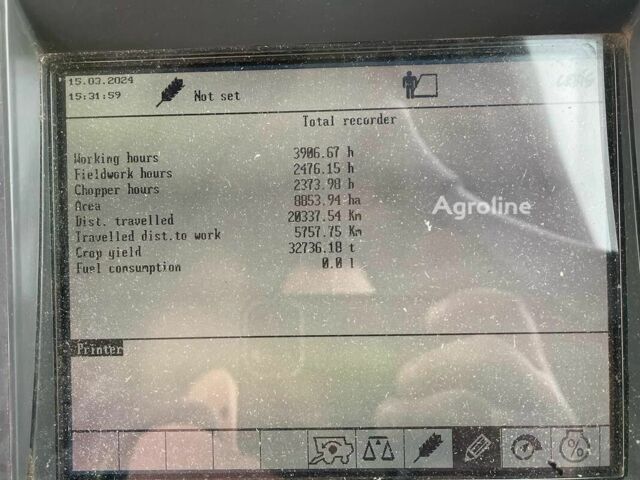 15.03.2024
15:31:59
Not set
Total recorder
Working hours 3906.67 h
Fieldwork hours 2476.15 h
Chopper hours 2373.98 h
Area 8853.94 ha
Dist. travelled 20337.54 Km
Travelled dist.to work 5757.75 Km
Crop yield 32736.18 t
Fuel consumption 0.0 l
Agroline
Printer
%